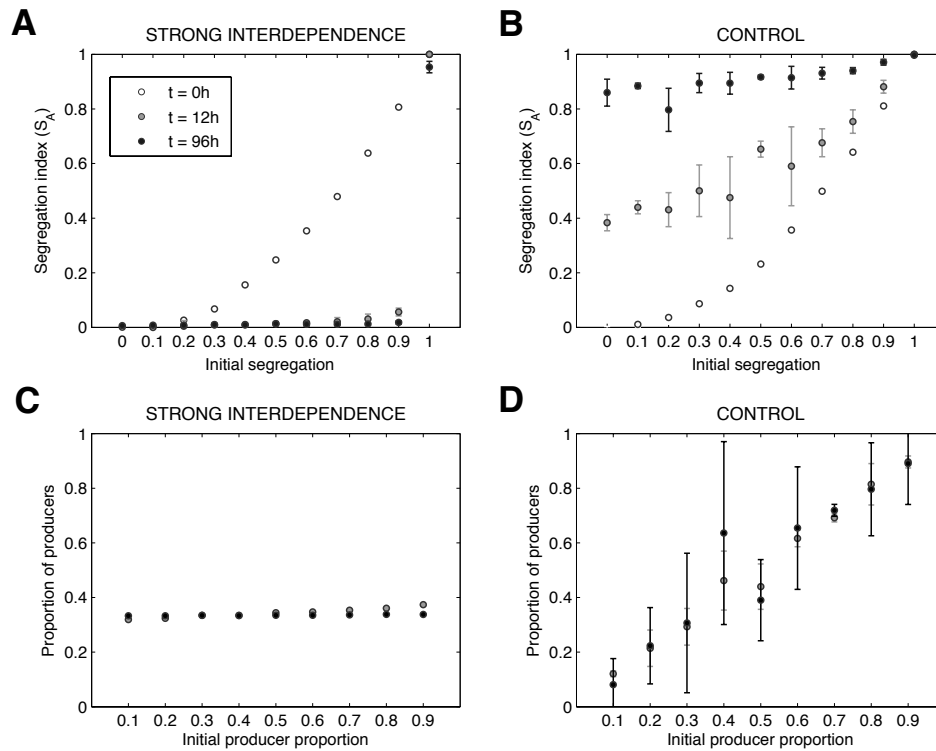 A
STRONG INTERDEPENDENCE
Segregation index (S_A)
1
0.8
0.6
0.4
0.2
0
t = 0h
t = 12h
t = 96h
0 0.1 0.2 0.3 0.4 0.5 0.6 0.7 0.8 0.9 1
Initial segregation
B
CONTROL
Segregation index (S_A)
1
0.8
0.6
0.4
0.2
0
0 0.1 0.2 0.3 0.4 0.5 0.6 0.7 0.8 0.9 1
Initial segregation
C
STRONG INTERDEPENDENCE
Proportion of producers
1
0.8
0.6
0.4
0.2
0
0.1 0.2 0.3 0.4 0.5 0.6 0.7 0.8 0.9
Initial producer proportion
D
CONTROL
Proportion of producers
1
0.8
0.6
0.4
0.2
0
0.1 0.2 0.3 0.4 0.5 0.6 0.7 0.8 0.9
Initial producer proportion